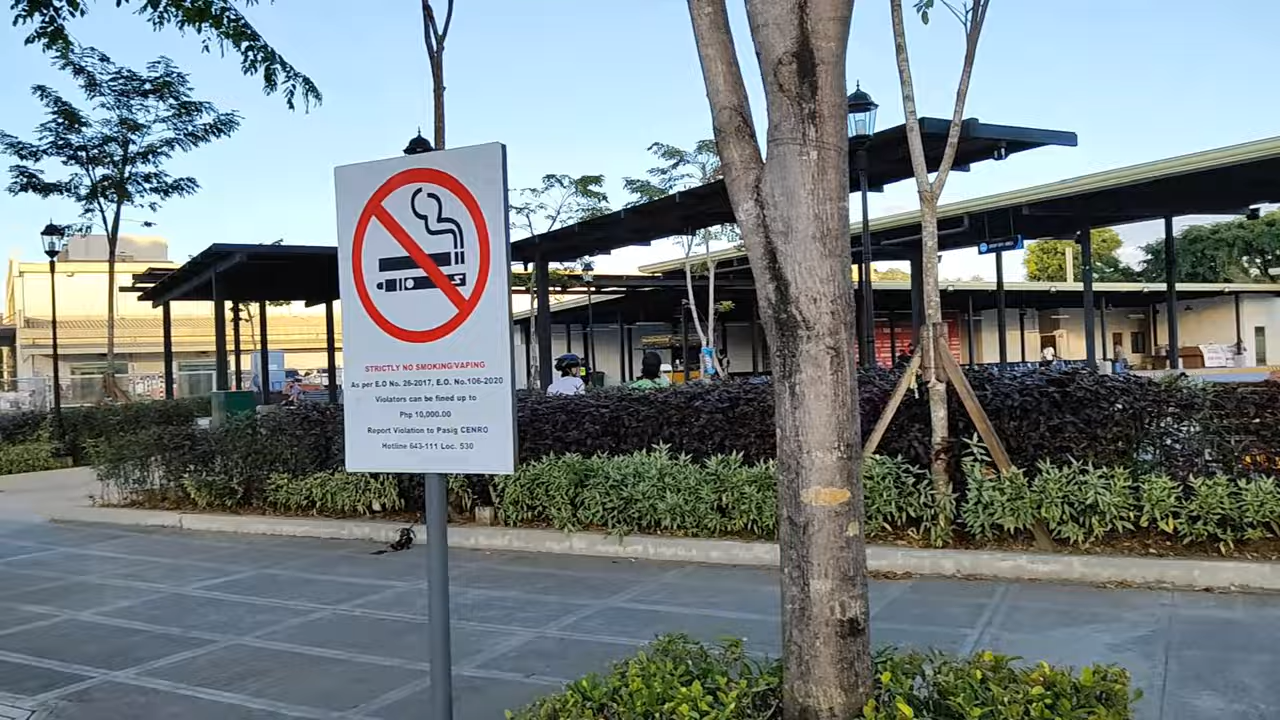 STRICTLY NO SMOKING/VAPING
As per E.O No. 26-2017, E.O. No.106-2020
Violators can be fined up to
Php 10,000.00
Report Violation to Pasig CENRO
Hotline 643-111 Loc. 530